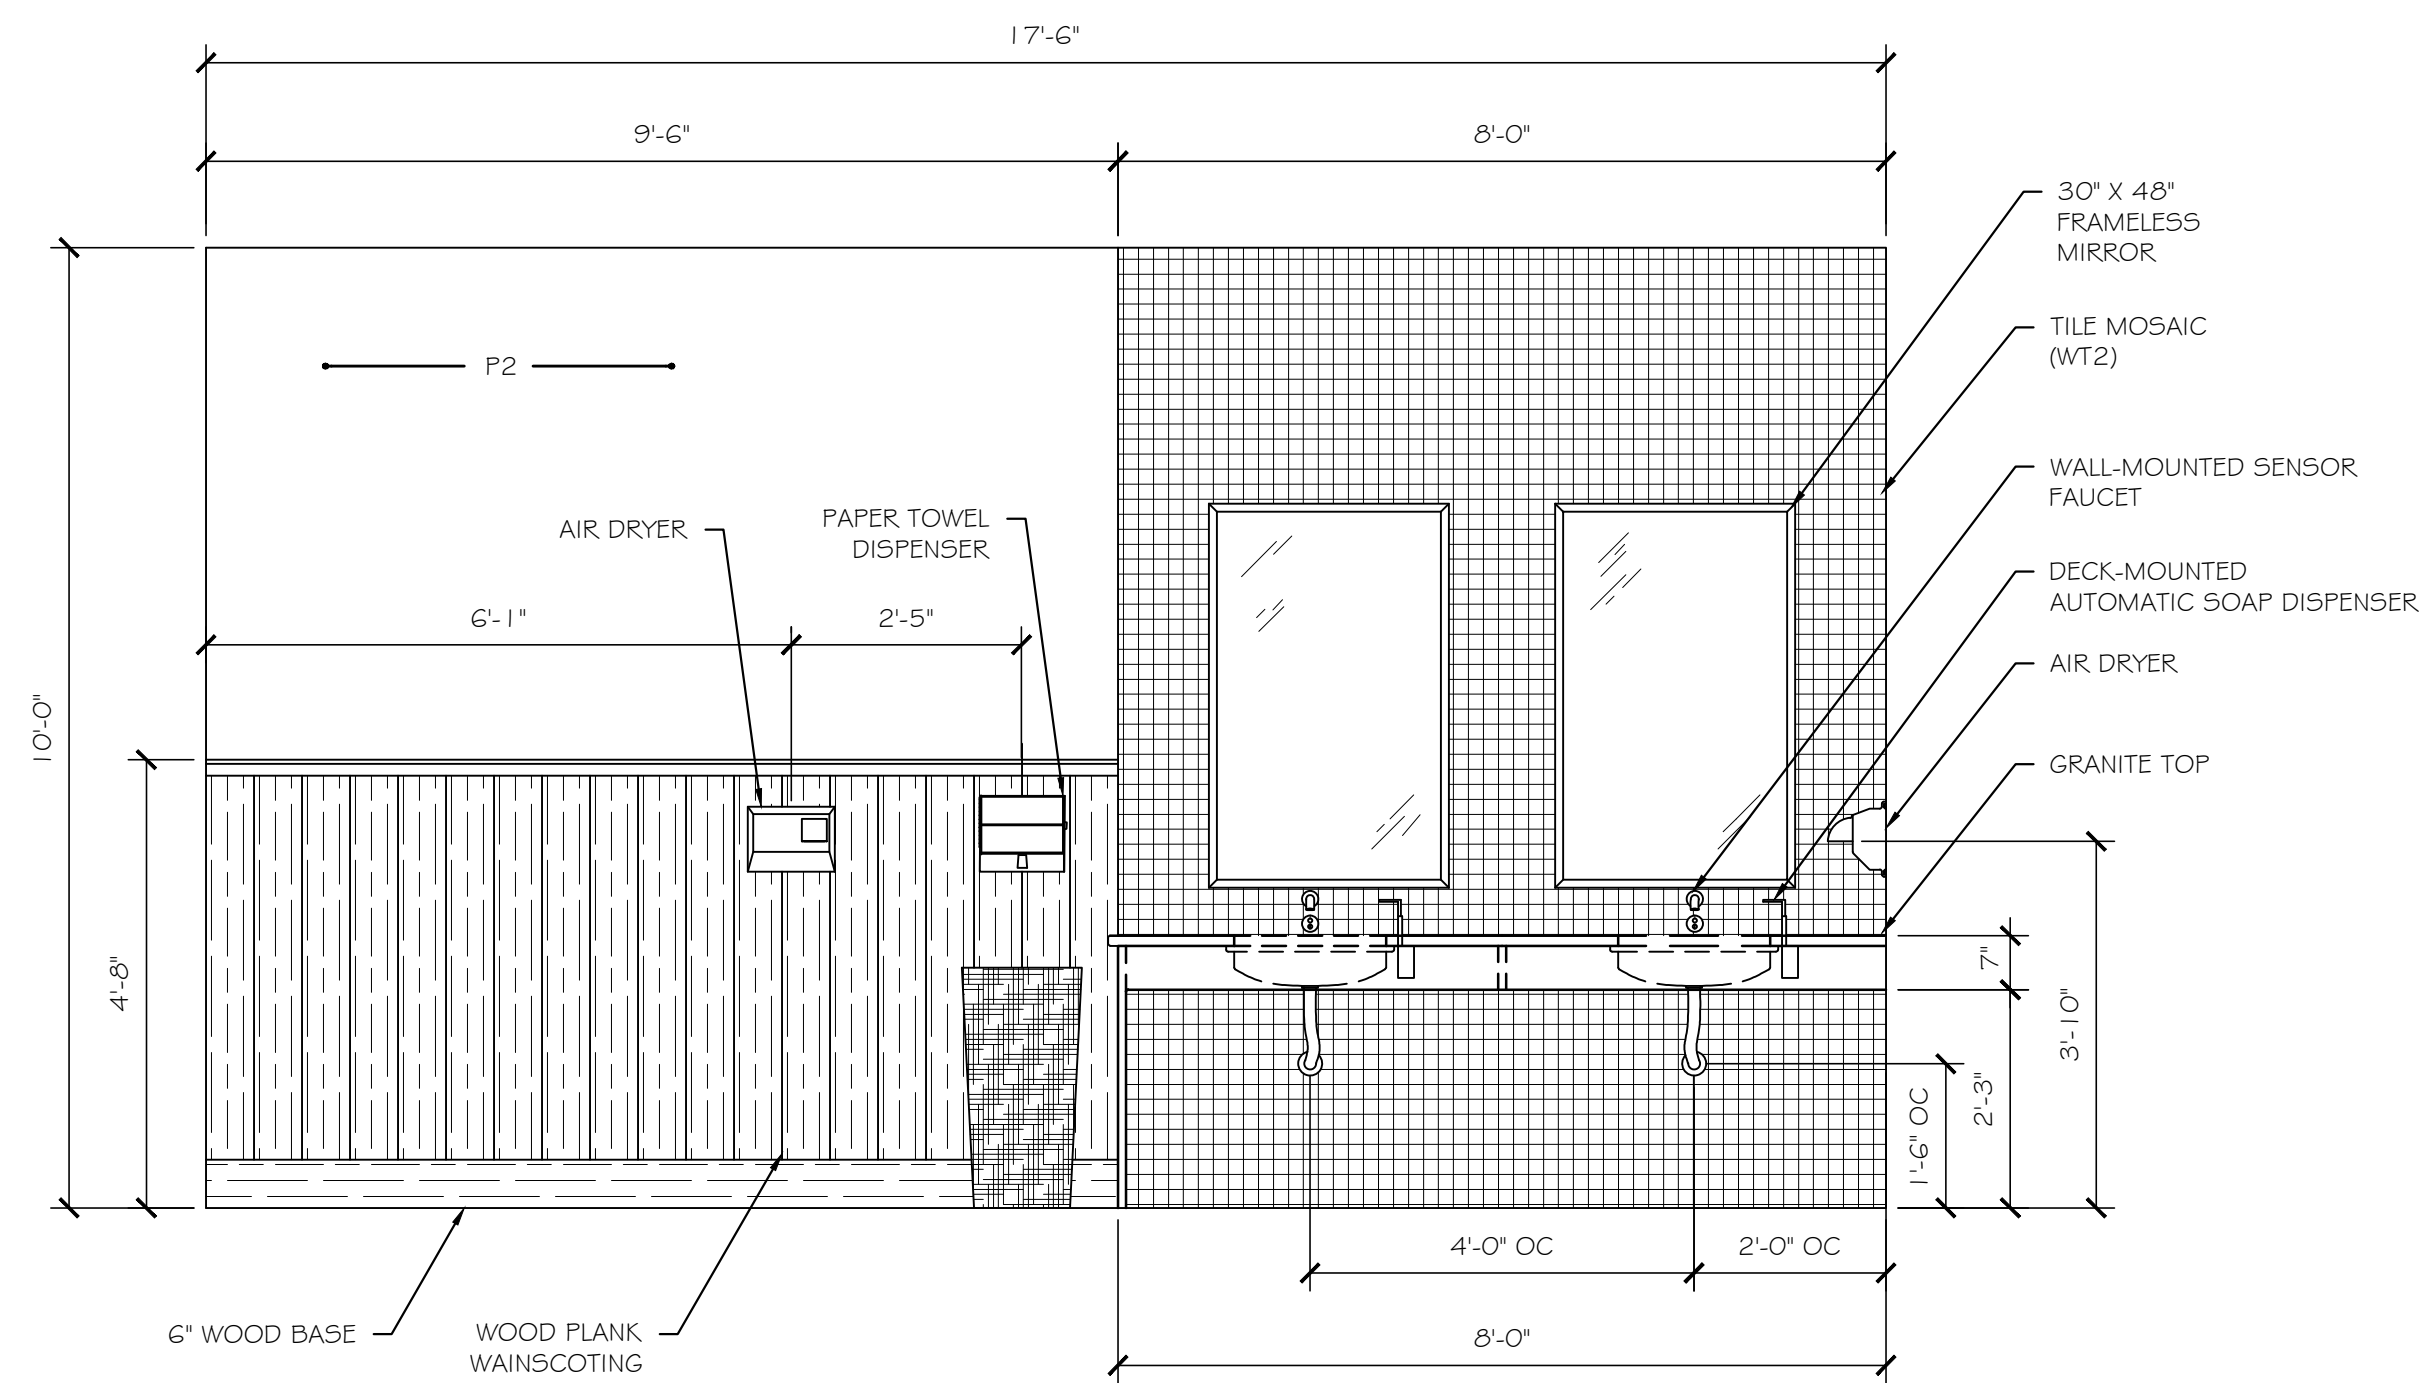 17'-6"
9'-6"
8'-0"
30" X 48"
FRAMELESS
MIRROR
TILE MOSAIC
(WT2)
P2
WALL-MOUNTED SENSOR
FAUCET
AIR DRYER
PAPER TOWEL
DISPENSER
DECK-MOUNTED
AUTOMATIC SOAP DISPENSER
6'-1"
2'-5"
AIR DRYER
10'-0"
GRANITE TOP
4'-8"
7"
3'-10"
2'-3"
1'-6" OC
4'-0" OC
2'-0" OC
6" WOOD BASE
WOOD PLANK
WAINSCOTING
8'-0"